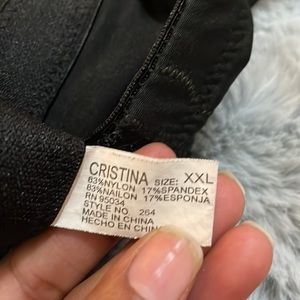 CRISTINA SIZE: XXL
83%NYLON 17%SPANDEX
83%NAILON 17%ESPONJA
RN 95034
STYLE NO. 264
MADE IN CHINA
HECHO EN CHIN